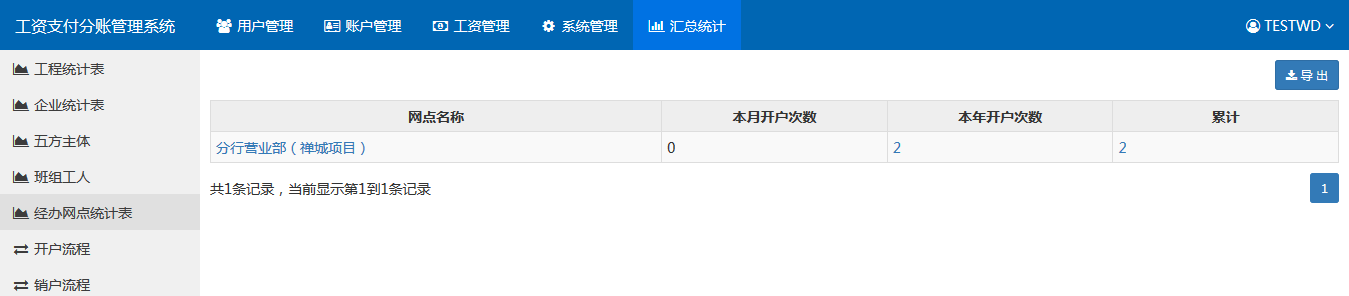 工资支付分账管理系统 用户管理 账户管理 工资管理 系统管理 汇总统计 TESTWD
工程统计表
企业统计表
五方主体
班组工人
经办网点统计表
开户流程
销户流程
导出
网点名称 本月开户次数 本年开户次数 累计
分行营业部（禅城项目） 0 2 2
共1条记录，当前显示第1到1条记录
1